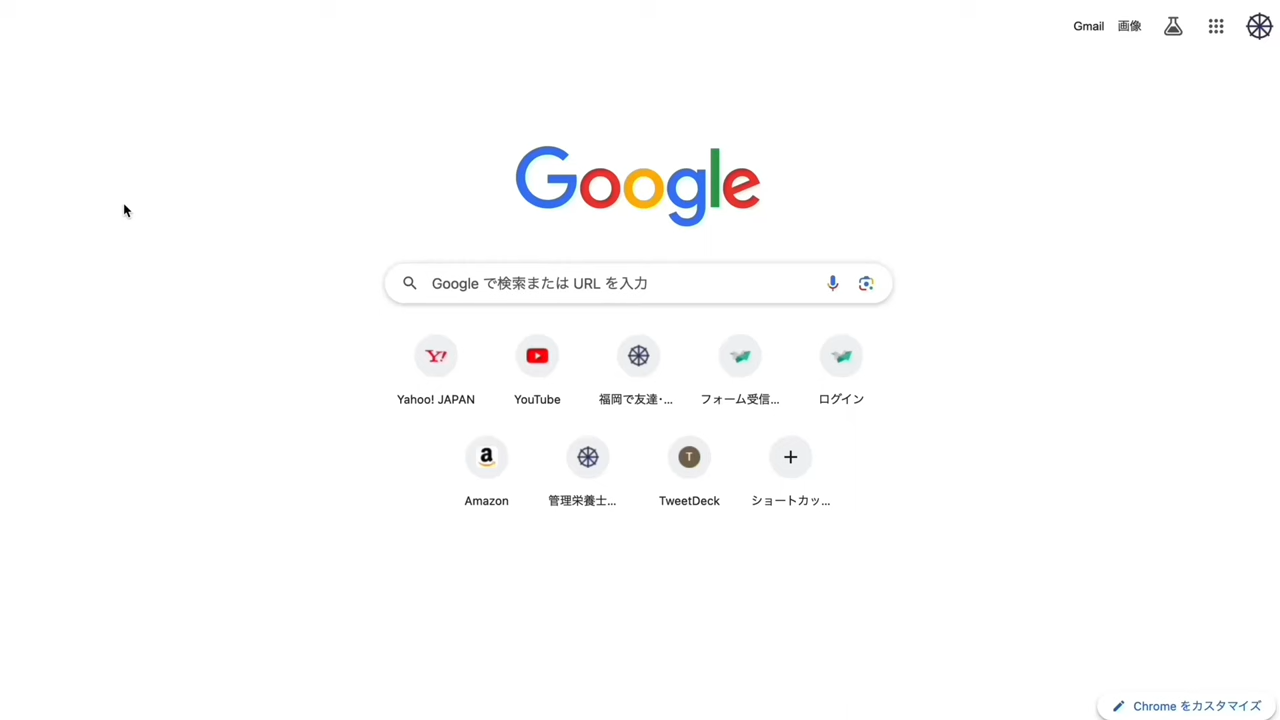 Gmail 画像
Google
Google で検索または URL を入力
Yahoo! JAPAN YouTube 福岡で友達・... フォーム受信... ログイン
Amazon 管理栄養士... TweetDeck ショートカッ...
Chrome をカスタマイズ